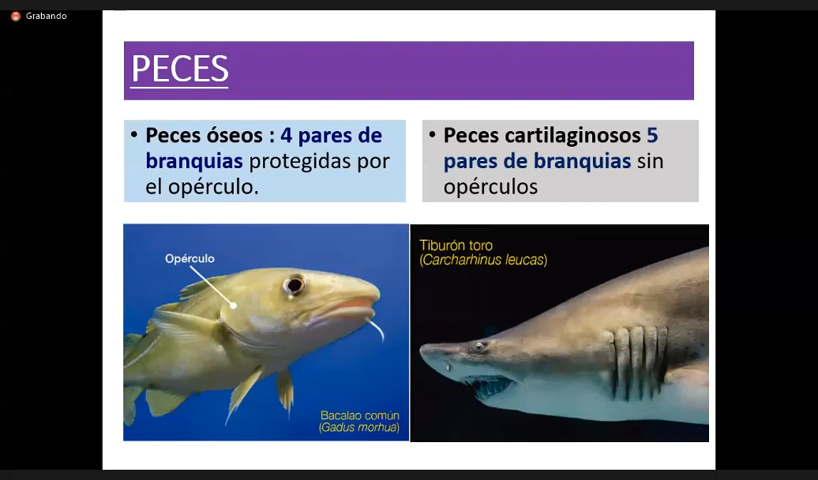 Grabando
PECES
• Peces óseos : 4 pares de
branquias protegidas por
el opérculo.
• Peces cartilaginosos 5
pares de branquias sin
opérculos
Opérculo
Bacalao común
(Gadus morhua)
Tiburón toro
(Carcharhinus leucas)